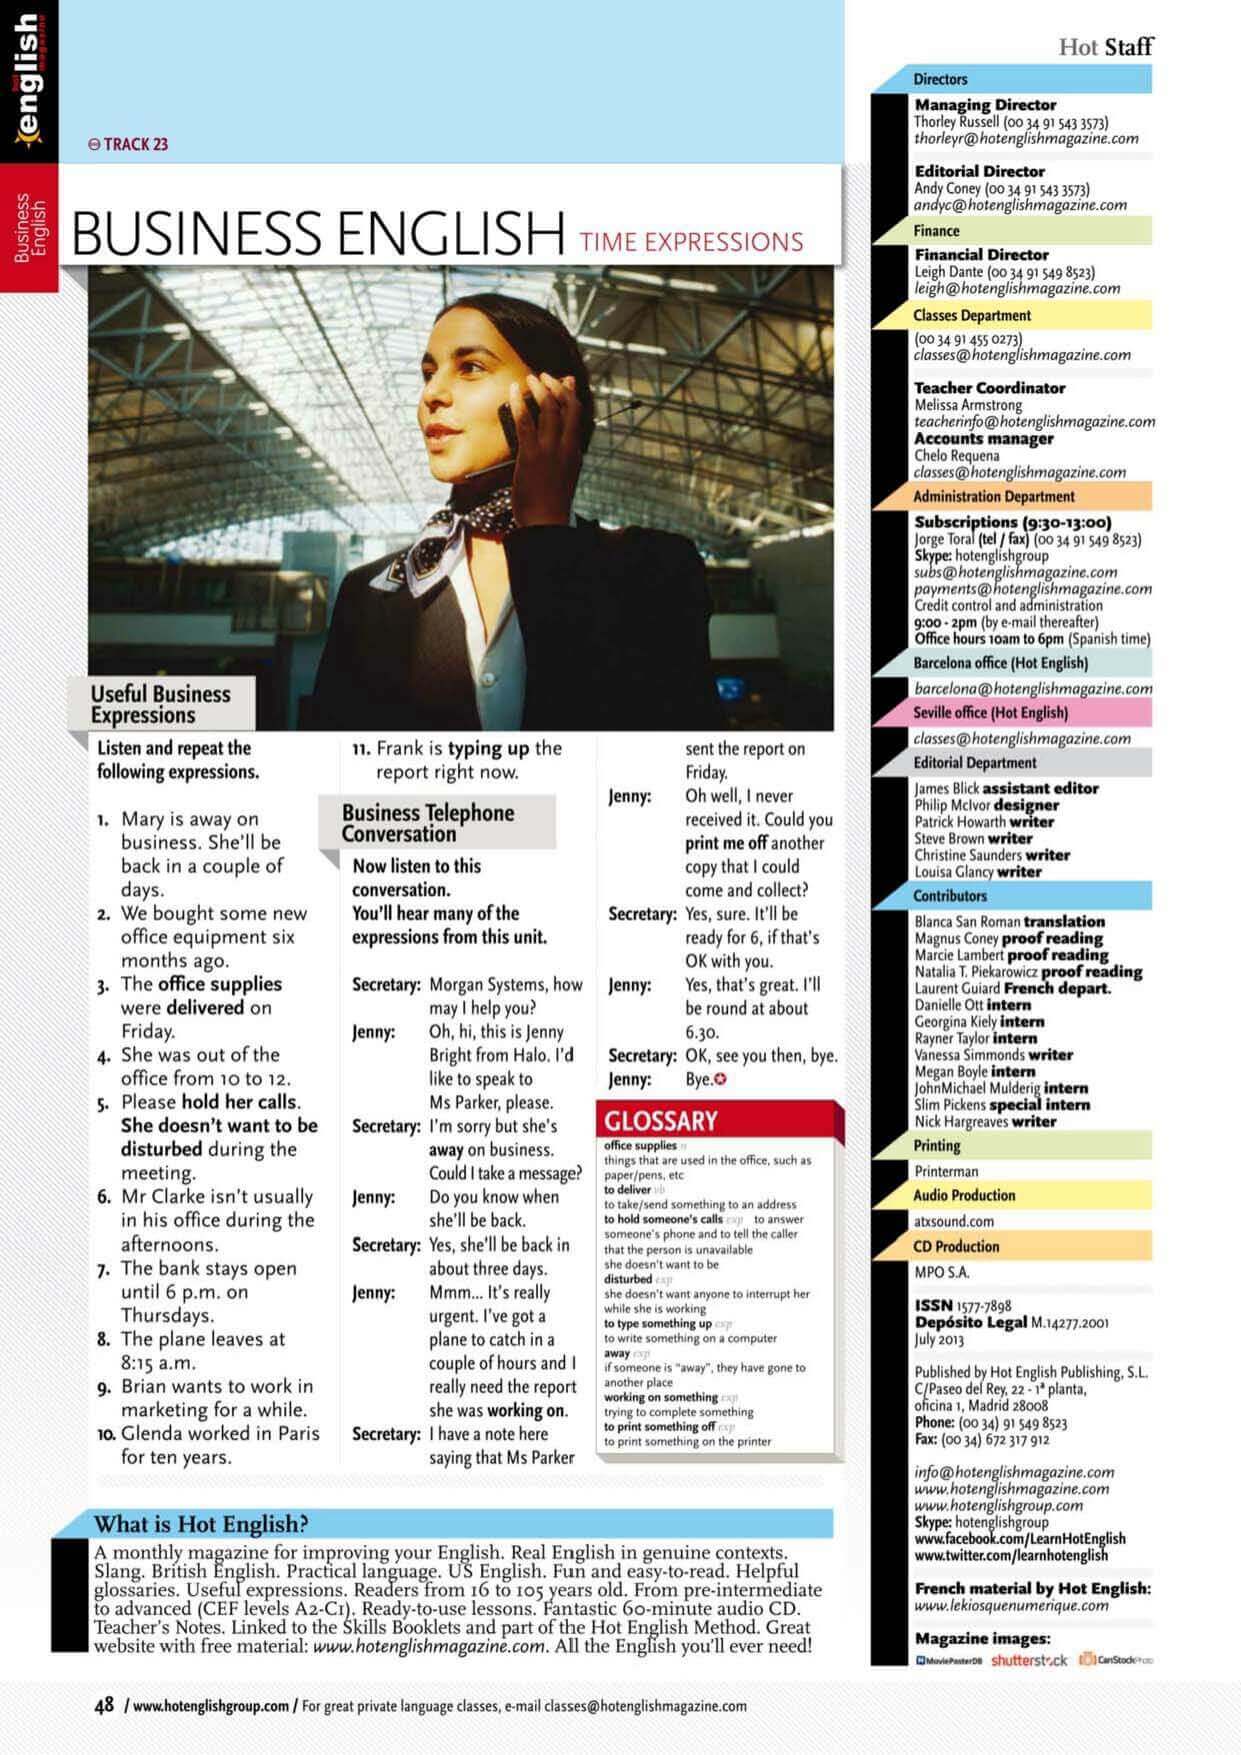 english
magazine
Business
English
TRACK 23
BUSINESS ENGLISH TIME EXPRESSIONS
Useful Business
Expressions
Listen and repeat the
following expressions.
1. Mary is away on
business. She'll be
back in a couple of
days.
2. We bought some new
office equipment six
months ago.
3. The office supplies
were delivered on
Friday.
4. She was out of the
office from 10 to 12.
5. Please hold her calls.
She doesn't want to be
disturbed during the
meeting.
6. Mr Clarke isn't usually
in his office during the
afternoons.
7. The bank stays open
until 6 p.m. on
Thursdays.
8. The plane leaves at
8:15 a.m.
9. Brian wants to work in
marketing for a while.
10. Glenda worked in Paris
for ten years.
11. Frank is typing up the
report right now.
Business Telephone
Conversation
Now listen to this
conversation.
You'll hear many of the
expressions from this unit.
Secretary: Morgan Systems, how
may I help you?
Jenny: Oh, hi, this is Jenny
Bright from Halo. I'd
like to speak to
Ms Parker, please.
Secretary: I'm sorry but she's
away on business.
Could I take a message?
Jenny: Do you know when
she'll be back.
Secretary: Yes, she'll be back in
about three days.
Jenny: Mmm... It's really
urgent. I've got a
plane to catch in a
couple of hours and I
really need the report
she was working on.
Secretary: I have a note here
saying that Ms Parker
sent the report on
Friday.
Jenny: Oh well, I never
received it. Could you
print me off another
copy that I could
come and collect?
Secretary: Yes, sure. It'll be
ready for 6, if that's
OK with you.
Jenny: Yes, that's great. I'll
be round at about
6.30.
Secretary: OK, see you then, bye.
Jenny: Bye.
GLOSSARY
office supplies n
things that are used in the office, such as
paper/pens, etc
to deliver vb
to take/send something to an address
to hold someone's calls exp to answer
someone's phone and to tell the caller
that the person is unavailable
she doesn't want to be
disturbed exp
she doesn't want anyone to interrupt her
while she is working
to type something up exp
to write something on a computer
away exp
if someone is "away", they have gone to
another place
working on something exp
trying to complete something
to print something off exp
to print something on the printer
What is Hot English?
A monthly magazine for improving your English. Real English in genuine contexts.
Slang. British English. Practical language. US English. Fun and easy-to-read. Helpful
glossaries. Useful expressions. Readers from 16 to 105 years old. From pre-intermediate
to advanced (CEF levels A2-C1). Ready-to-use lessons. Fantastic 60-minute audio CD.
Teacher's Notes. Linked to the Skills Booklets and part of the Hot English Method. Great
website with free material: www.hotenglishmagazine.com. All the English you'll ever need!
48 / www.hotenglishgroup.com / For great private language classes, e-mail classes@hotenglishmagazine.com
Hot Staff
Directors
Managing Director
Thorley Russell (00 34 91 543 3573)
thorleyr@hotenglishmagazine.com
Editorial Director
Andy Coney (00 34 91 543 3573)
andyc@hotenglishmagazine.com
Finance
Financial Director
Leigh Dante (00 34 91 549 8523)
leigh@hotenglishmagazine.com
Classes Department
(00 34 91 455 0273)
classes@hotenglishmagazine.com
Teacher Coordinator
Melissa Armstrong
teacherinfo@hotenglishmagazine.com
Accounts manager
Chelo Requena
classes@hotenglishmagazine.com
Administration Department
Subscriptions (9:30-13:00)
Jorge Toral (tel / fax) (00 34 91 549 8523)
Skype: hotenglishgroup
subs@hotenglishmagazine.com
payments@hotenglishmagazine.com
Credit control and administration
9:00 - 2pm (by e-mail thereafter)
Office hours 10am to 6pm (Spanish time)
Barcelona office (Hot English)
barcelona@hotenglishmagazine.com
Seville office (Hot English)
classes@hotenglishmagazine.com
Editorial Department
James Blick assistant editor
Philip McIvor designer
Patrick Howarth writer
Steve Brown writer
Christine Saunders writer
Louisa Glancy writer
Contributors
Blanca San Roman translation
Magnus Coney proof reading
Marcie Lambert proof reading
Natalia T. Piekarowicz proof reading
Laurent Guiard French depart.
Danielle Ott intern
Georgina Kiely intern
Rayner Taylor intern
Vanessa Simmonds writer
Megan Boyle intern
JohnMichael Mulderig intern
Slim Pickens special intern
Nick Hargreaves writer
Printing
Printerman
Audio Production
atxsound.com
CD Production
MPO S.A.
ISSN 1577-7898
Depósito Legal M.14277.2001
July 2013
Published by Hot English Publishing, S.L.
C/Paseo del Rey, 22 - 1ª planta,
oficina 1, Madrid 28008
Phone: (00 34) 91 549 8523
Fax: (00 34) 672 317 912
info@hotenglishmagazine.com
www.hotenglishmagazine.com
www.hotenglishgroup.com
Skype: hotenglishgroup
www.facebook.com/LearnHotEnglish
www.twitter.com/learnhotenglish
French material by Hot English:
www.lekiosquenumerique.com
Magazine images:
MoviePosterDB shutterstock CanStockPhoto